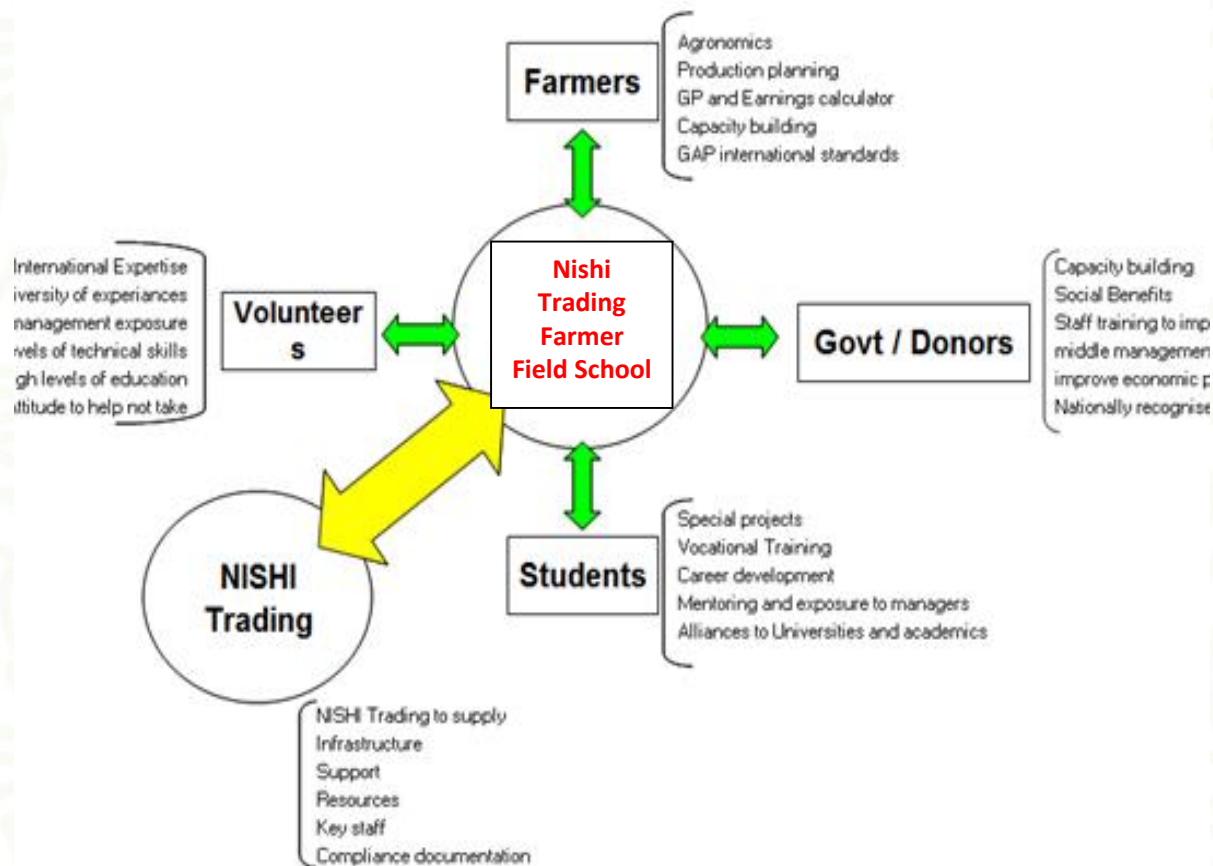 Farmers
Agronomics
Production planning
GP and Earnings calculator
Capacity building
GAP international standards
International Expertise
iversity of experiances
management exposure
evels of technical skills
gh levels of education
ttitude to help not take
Volunteer
s
Nishi
Trading
Farmer
Field School
Govt / Donors
Capacity building
Social Benefits
Staff training to imp
middle managemen
improve economic p
Nationally recognise
NISHI
Trading
Students
Special projects
Vocational Training
Career development
Mentoring and exposure to managers
Alliances to Universities and academics
NISHI Trading to supply
Infrastructure
Support
Resources
Key staff
Compliance documentation